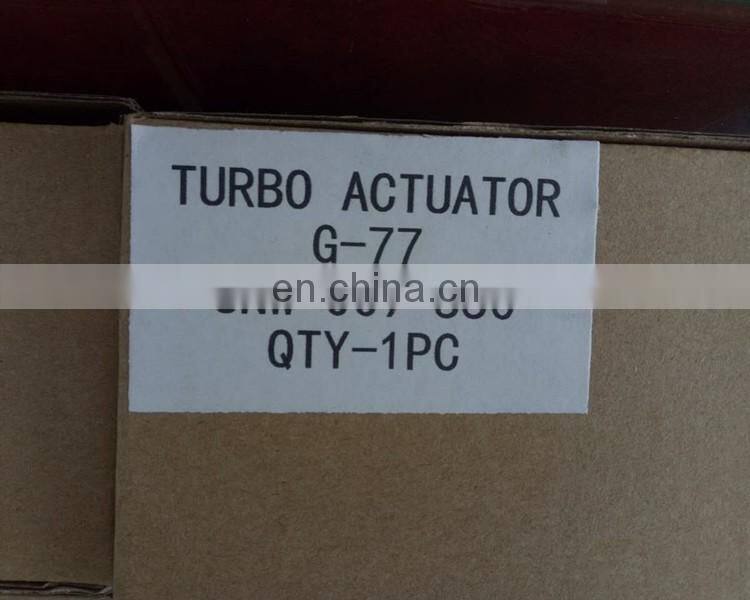 TURBO ACTUATOR
G-77
en.china.cn
QTY-1PC